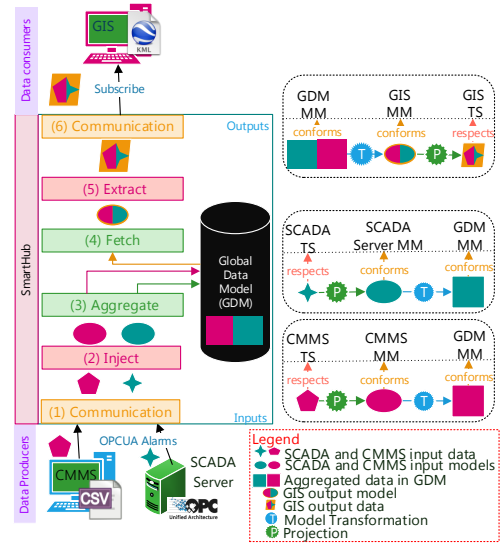 Data consumers
GIS
KML
Subscribe
SmartHub
(6) Communication
Outputs
(5) Extract
(4) Fetch
Global
Data
Model
(GDM)
(3) Aggregate
(2) Inject
(1) Communication
Inputs
Data Producers
OPCUA Alarms
CMMS
CSV
SCADA
Server
OPC
Unified Architecture
GDM
MM
GIS
MM
GIS
TS
conforms
conforms
respects
T
P
SCADA
TS
SCADA
Server MM
GDM
MM
respects
conforms
conforms
P
T
CMMS
TS
CMMS
MM
GDM
MM
respects
conforms
conforms
P
T
Legend
SCADA and CMMS input data
SCADA and CMMS input models
Aggregated data in GDM
GIS output model
GIS output data
T Model Transformation
P Projection